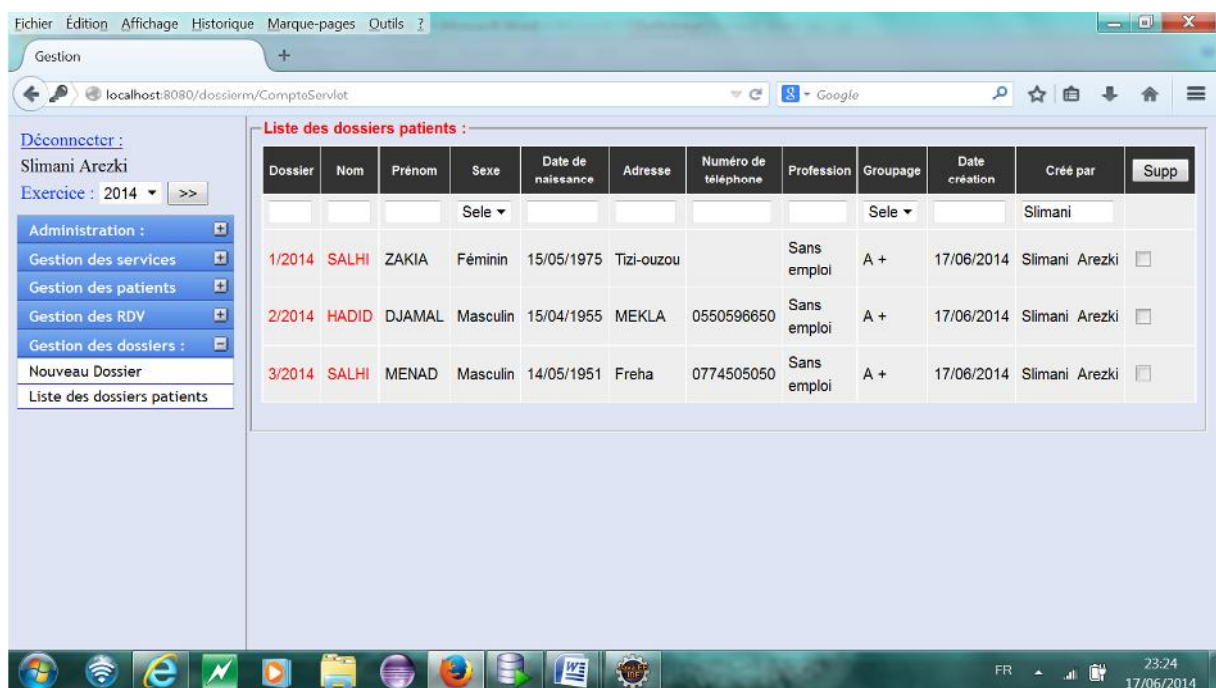 Fichier Édition Affichage Historique Marque-pages Outils ?
Gestion
localhost:8080/dossierm/CompteServlet
Google
Déconnecter :
Slimani Arezki
Exercice : 2014 >>
Administration :
Gestion des services
Gestion des patients
Gestion des RDV
Gestion des dossiers :
Nouveau Dossier
Liste des dossiers patients
Liste des dossiers patients :
Dossier Nom Prénom Sexe Date de naissance Adresse Numéro de téléphone Profession Groupage Date création Créé par Supp
Sele Sele Slimani
1/2014 SALHI ZAKIA Féminin 15/05/1975 Tizi-ouzou Sans emploi A + 17/06/2014 Slimani Arezki
2/2014 HADID DJAMAL Masculin 15/04/1955 MEKLA 0550596650 Sans emploi A + 17/06/2014 Slimani Arezki
3/2014 SALHI MENAD Masculin 14/05/1951 Freha 0774505050 Sans emploi A + 17/06/2014 Slimani Arezki
FR
23:24
17/06/2014